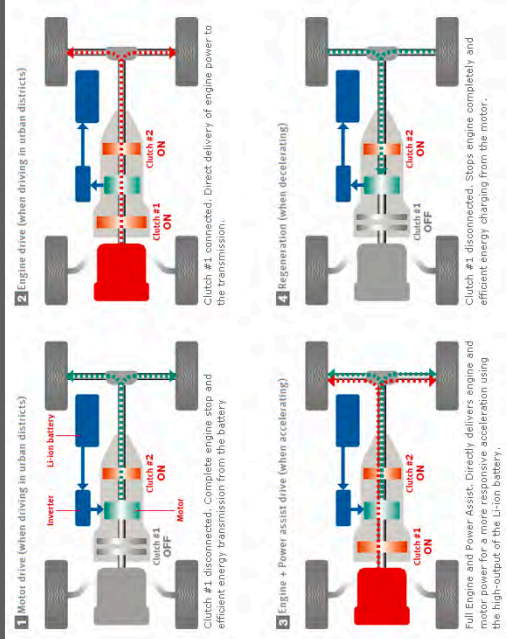 1 Motor drive (when driving in urban districts)
Inverter
Li-ion battery
Clutch #1
OFF
Clutch #2
ON
Motor
Clutch #1 disconnected. Complete engine stop and
efficient energy transmission from the battery
2 Engine drive (when driving in urban districts)
Clutch #1
ON
Clutch #2
ON
Clutch #1 connected. Direct delivery of engine power to
the transmission.
3 Engine + Power assist drive (when accelerating)
Clutch #1
ON
Clutch #2
ON
Full Engine and Power Assist. Directly delivers engine and
motor power for a more responsive acceleration using
the high-output of the Li-ion battery.
4 Regeneration (when decelerating)
Clutch #1
OFF
Clutch #2
ON
Clutch #1 disconnected. Stops engine completely and
efficient energy charging from the motor.